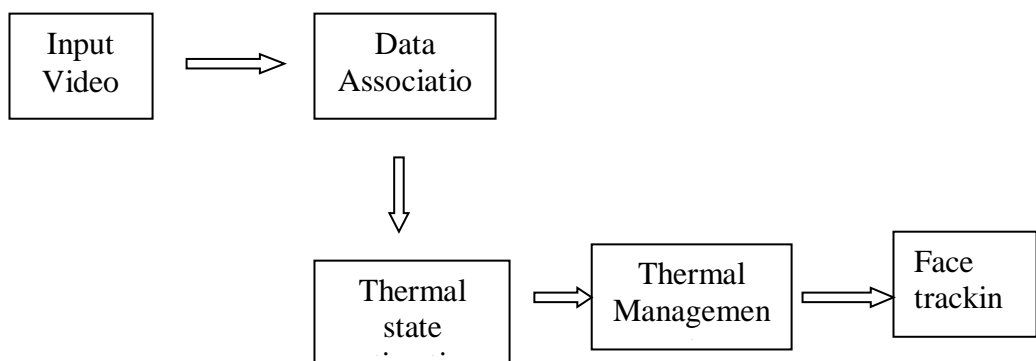 Input
Video
Data
Associatio
Thermal
state
Thermal
Managemen
Face
trackin